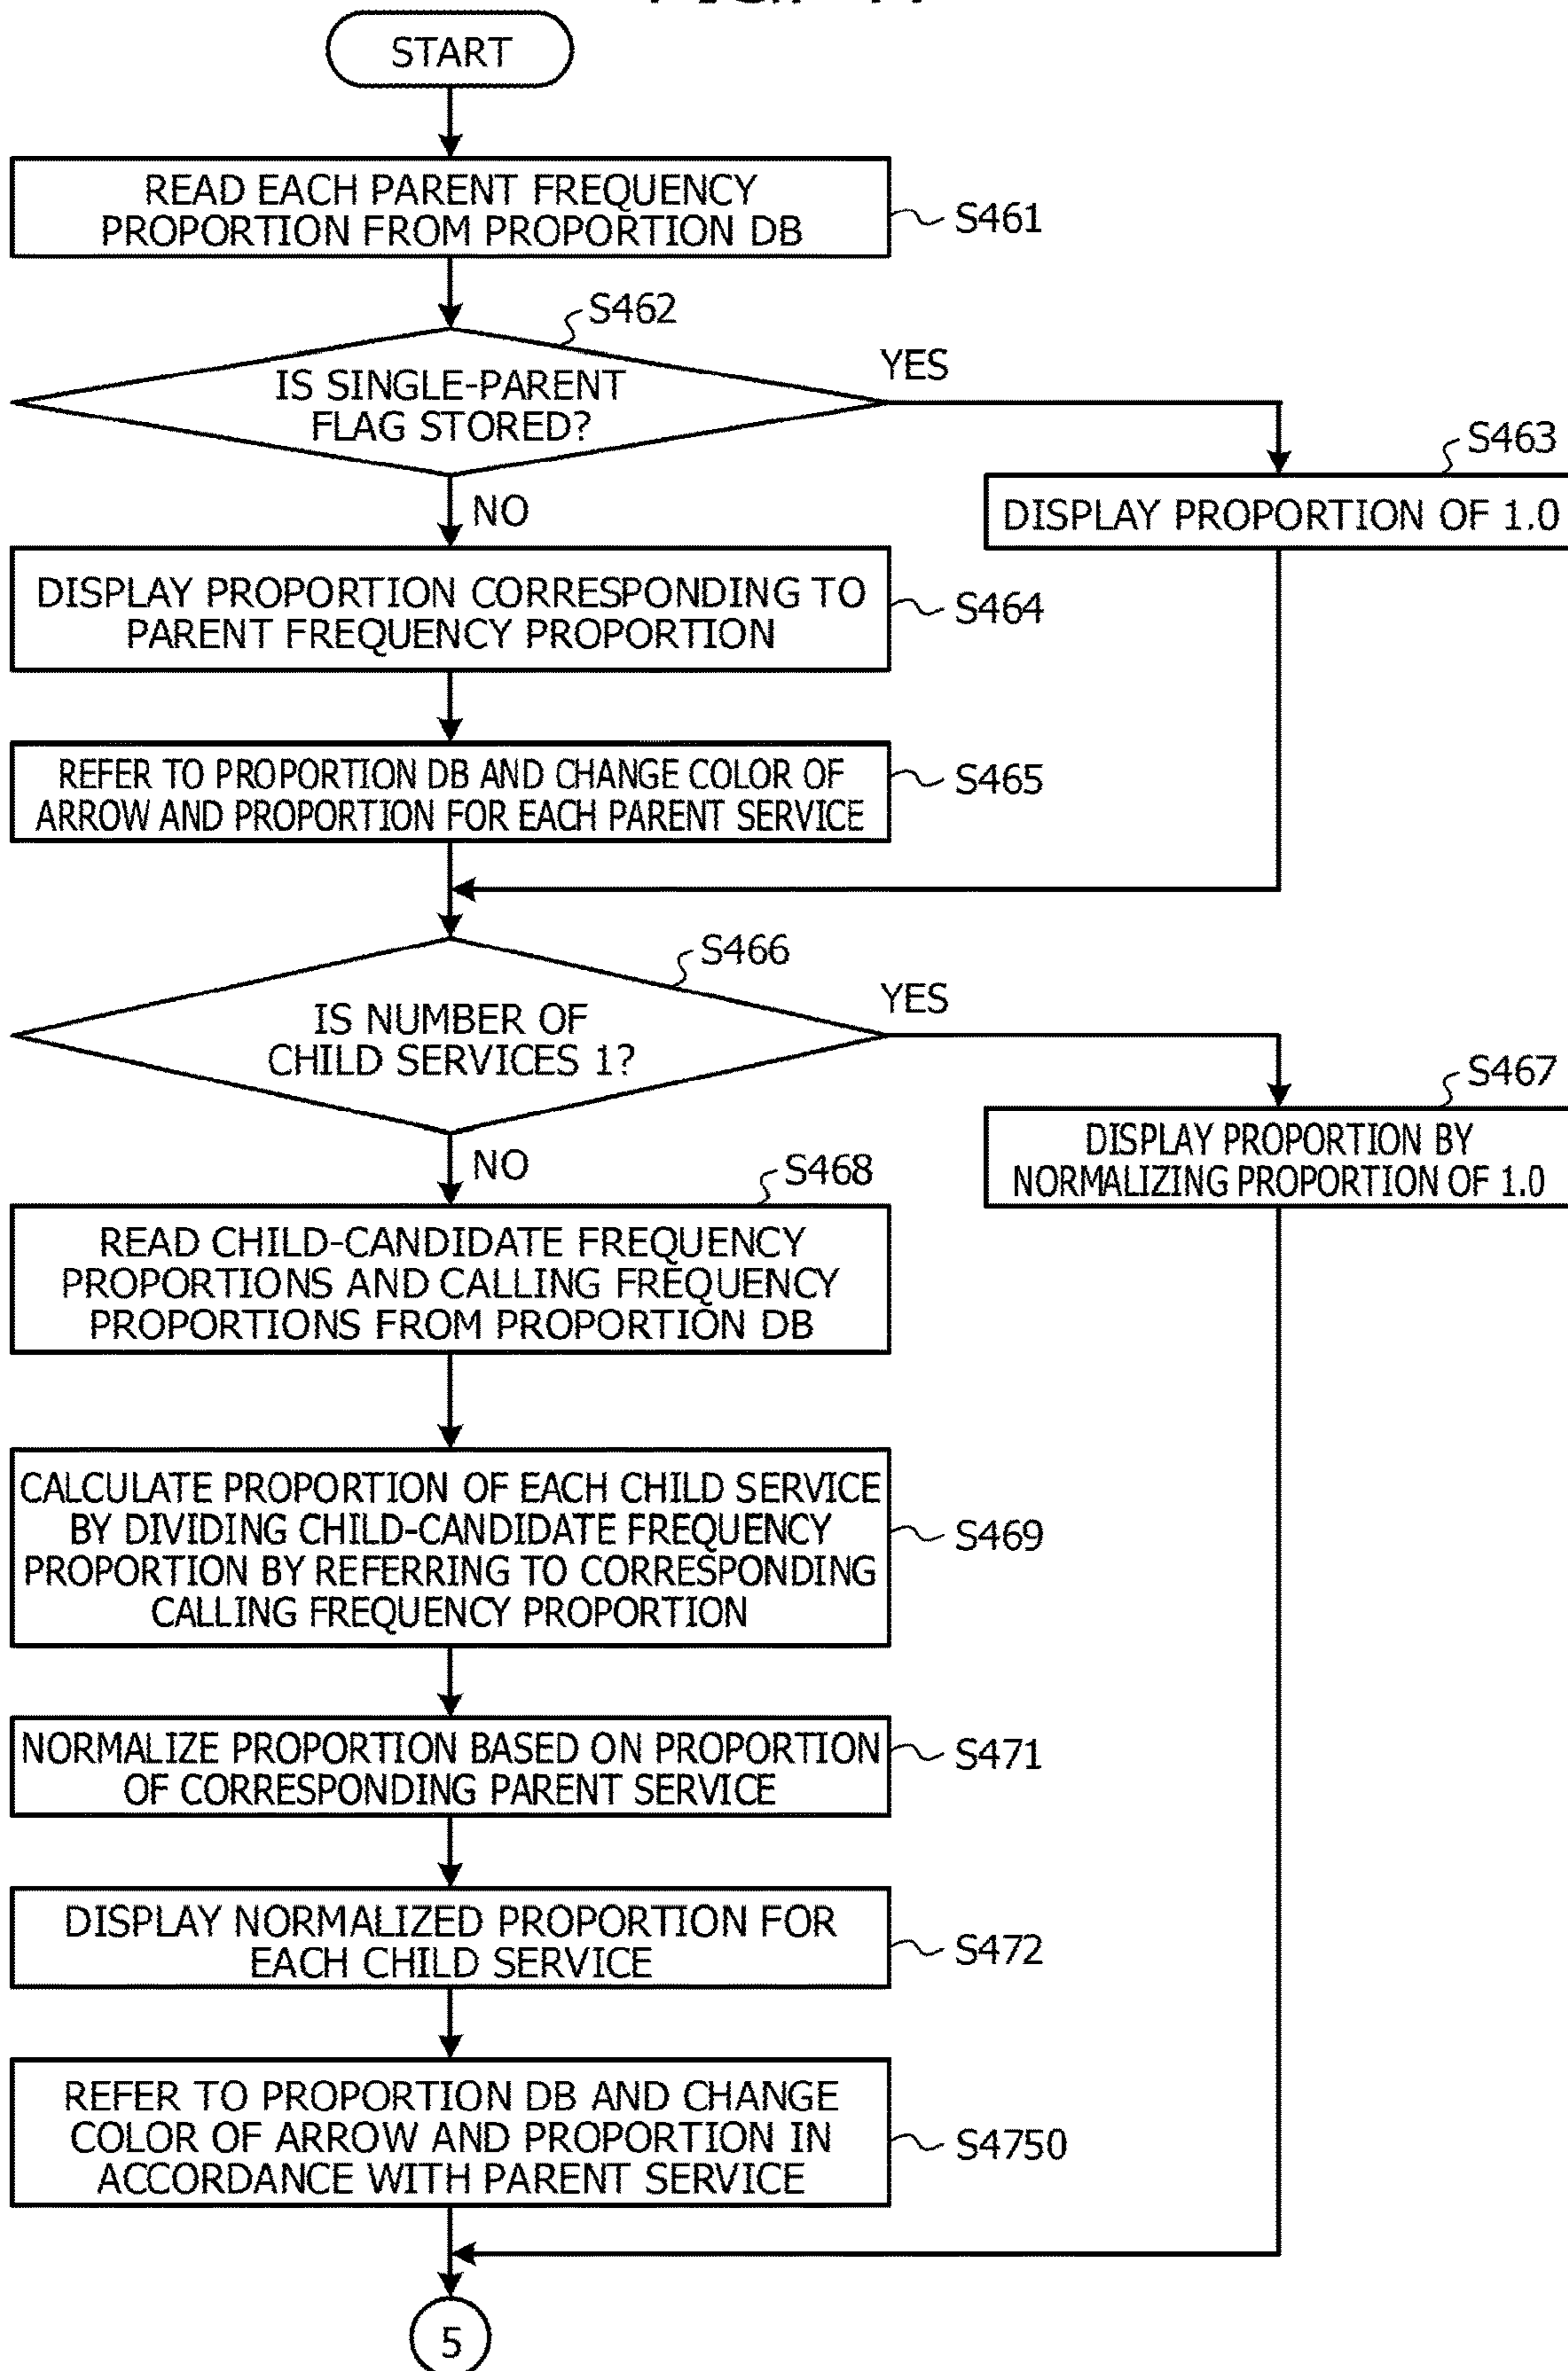 START
READ EACH PARENT FREQUENCY
PROPORTION FROM PROPORTION DB
S461
S462
IS SINGLE-PARENT
FLAG STORED?
YES
NO
S463
DISPLAY PROPORTION OF 1.0
DISPLAY PROPORTION CORRESPONDING TO
PARENT FREQUENCY PROPORTION
S464
REFER TO PROPORTION DB AND CHANGE COLOR OF
ARROW AND PROPORTION FOR EACH PARENT SERVICE
S465
S466
IS NUMBER OF
CHILD SERVICES 1?
YES
NO
S467
DISPLAY PROPORTION BY
NORMALIZING PROPORTION OF 1.0
S468
READ CHILD-CANDIDATE FREQUENCY
PROPORTIONS AND CALLING FREQUENCY
PROPORTIONS FROM PROPORTION DB
CALCULATE PROPORTION OF EACH CHILD SERVICE
BY DIVIDING CHILD-CANDIDATE FREQUENCY
PROPORTION BY REFERRING TO CORRESPONDING
CALLING FREQUENCY PROPORTION
S469
NORMALIZE PROPORTION BASED ON PROPORTION
OF CORRESPONDING PARENT SERVICE
S471
DISPLAY NORMALIZED PROPORTION FOR
EACH CHILD SERVICE
S472
REFER TO PROPORTION DB AND CHANGE
COLOR OF ARROW AND PROPORTION IN
ACCORDANCE WITH PARENT SERVICE
S4750
5